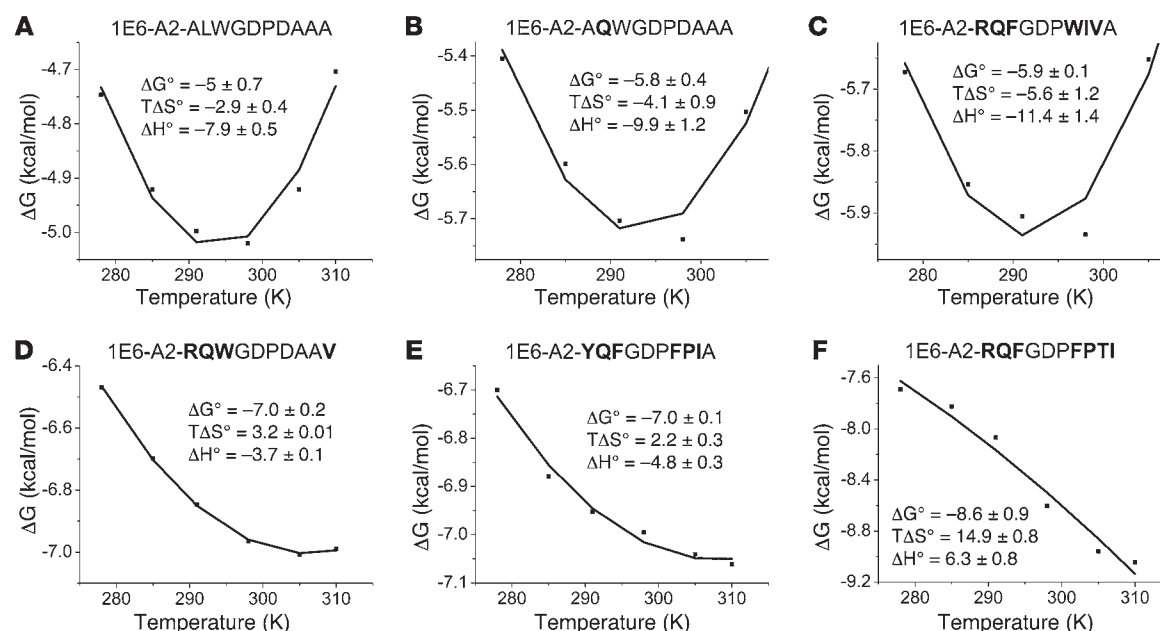 A
1E6-A2-ALWGDPDAAA
ΔG° = −5 ± 0.7
TΔS° = −2.9 ± 0.4
ΔH° = −7.9 ± 0.5
ΔG (kcal/mol)
-4.7
-4.8
-4.9
-5.0
280 290 300 310
Temperature (K)
B
1E6-A2-AQWGDPDAAA
ΔG° = −5.8 ± 0.4
TΔS° = −4.1 ± 0.9
ΔH° = −9.9 ± 1.2
ΔG (kcal/mol)
-5.4
-5.5
-5.6
-5.7
280 290 300
Temperature (K)
C
1E6-A2-RQFGDPWIVA
ΔG° = −5.9 ± 0.1
TΔS° = −5.6 ± 1.2
ΔH° = −11.4 ± 1.4
ΔG (kcal/mol)
-5.7
-5.8
-5.9
280 290 300
Temperature (K)
D
1E6-A2-RQWGDPDAAV
ΔG° = −7.0 ± 0.2
TΔS° = 3.2 ± 0.01
ΔH° = −3.7 ± 0.1
ΔG (kcal/mol)
-6.4
-6.6
-6.8
-7.0
280 290 300 310
Temperature (K)
E
1E6-A2-YQFGDPFPIA
ΔG° = −7.0 ± 0.1
TΔS° = 2.2 ± 0.3
ΔH° = −4.8 ± 0.3
ΔG (kcal/mol)
-6.7
-6.8
-6.9
-7.0
-7.1
280 290 300 310
Temperature (K)
F
1E6-A2-RQFGDPFPTI
ΔG° = −8.6 ± 0.9
TΔS° = 14.9 ± 0.8
ΔH° = 6.3 ± 0.8
ΔG (kcal/mol)
-7.6
-8.0
-8.4
-8.8
-9.2
280 290 300 310
Temperature (K)